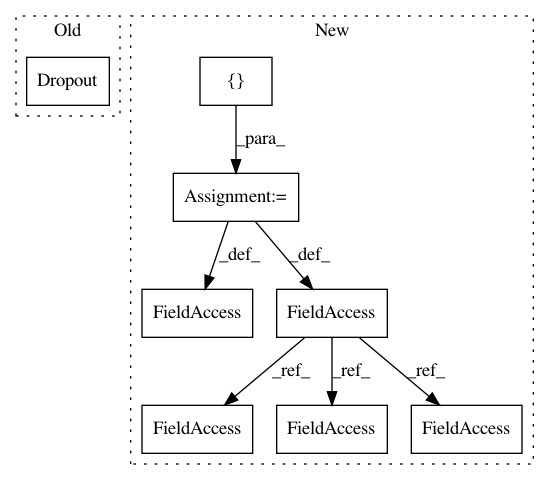 Old
New
Dropout
{}
_para_
Assignment:=
_def_
_def_
FieldAccess
FieldAccess
_ref_
_ref_
_ref_
FieldAccess
FieldAccess
FieldAccess